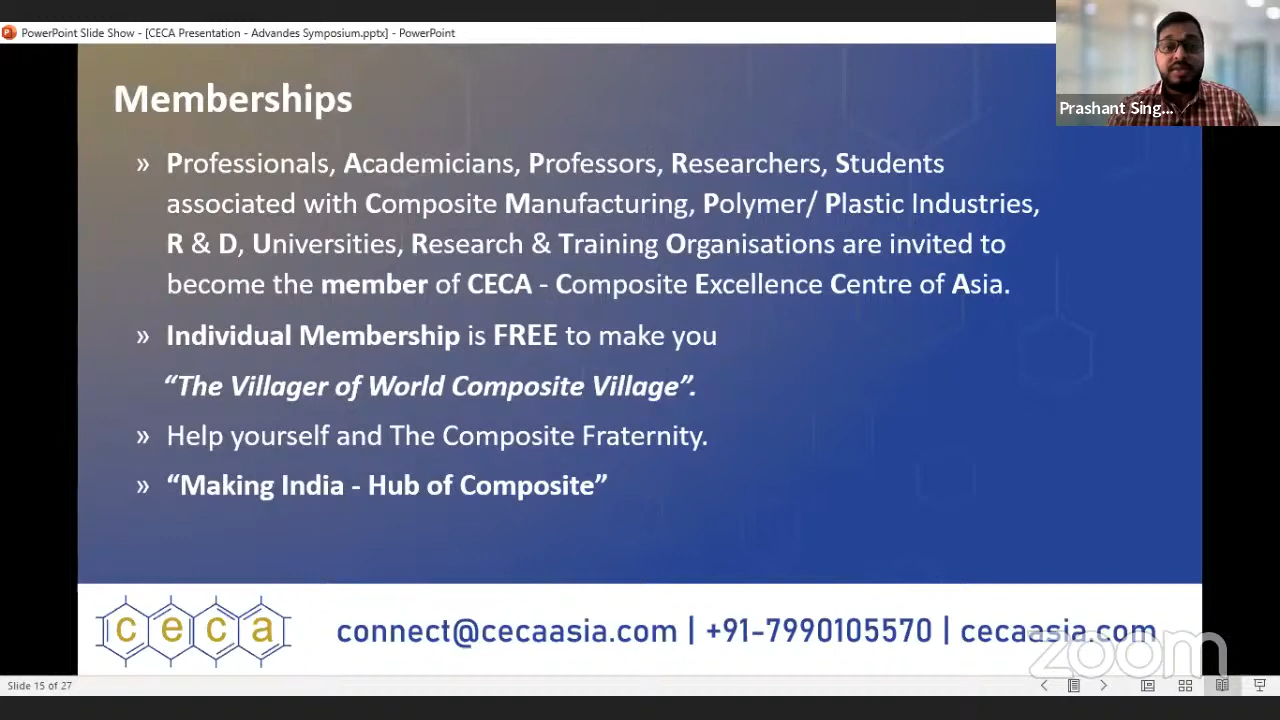 PowerPoint Slide Show - [CECA Presentation - Advandes Symposium.pptx] - PowerPoint
Prashant Sing...
Memberships
» Professionals, Academicians, Professors, Researchers, Students
associated with Composite Manufacturing, Polymer/ Plastic Industries,
R & D, Universities, Research & Training Organisations are invited to
become the member of CECA - Composite Excellence Centre of Asia.
» Individual Membership is FREE to make you
“The Villager of World Composite Village”.
» Help yourself and The Composite Fraternity.
» “Making India - Hub of Composite”
ceca
connect@cecaasia.com | +91-7990105570 | cecaasia.com
zoom
Slide 15 of 27